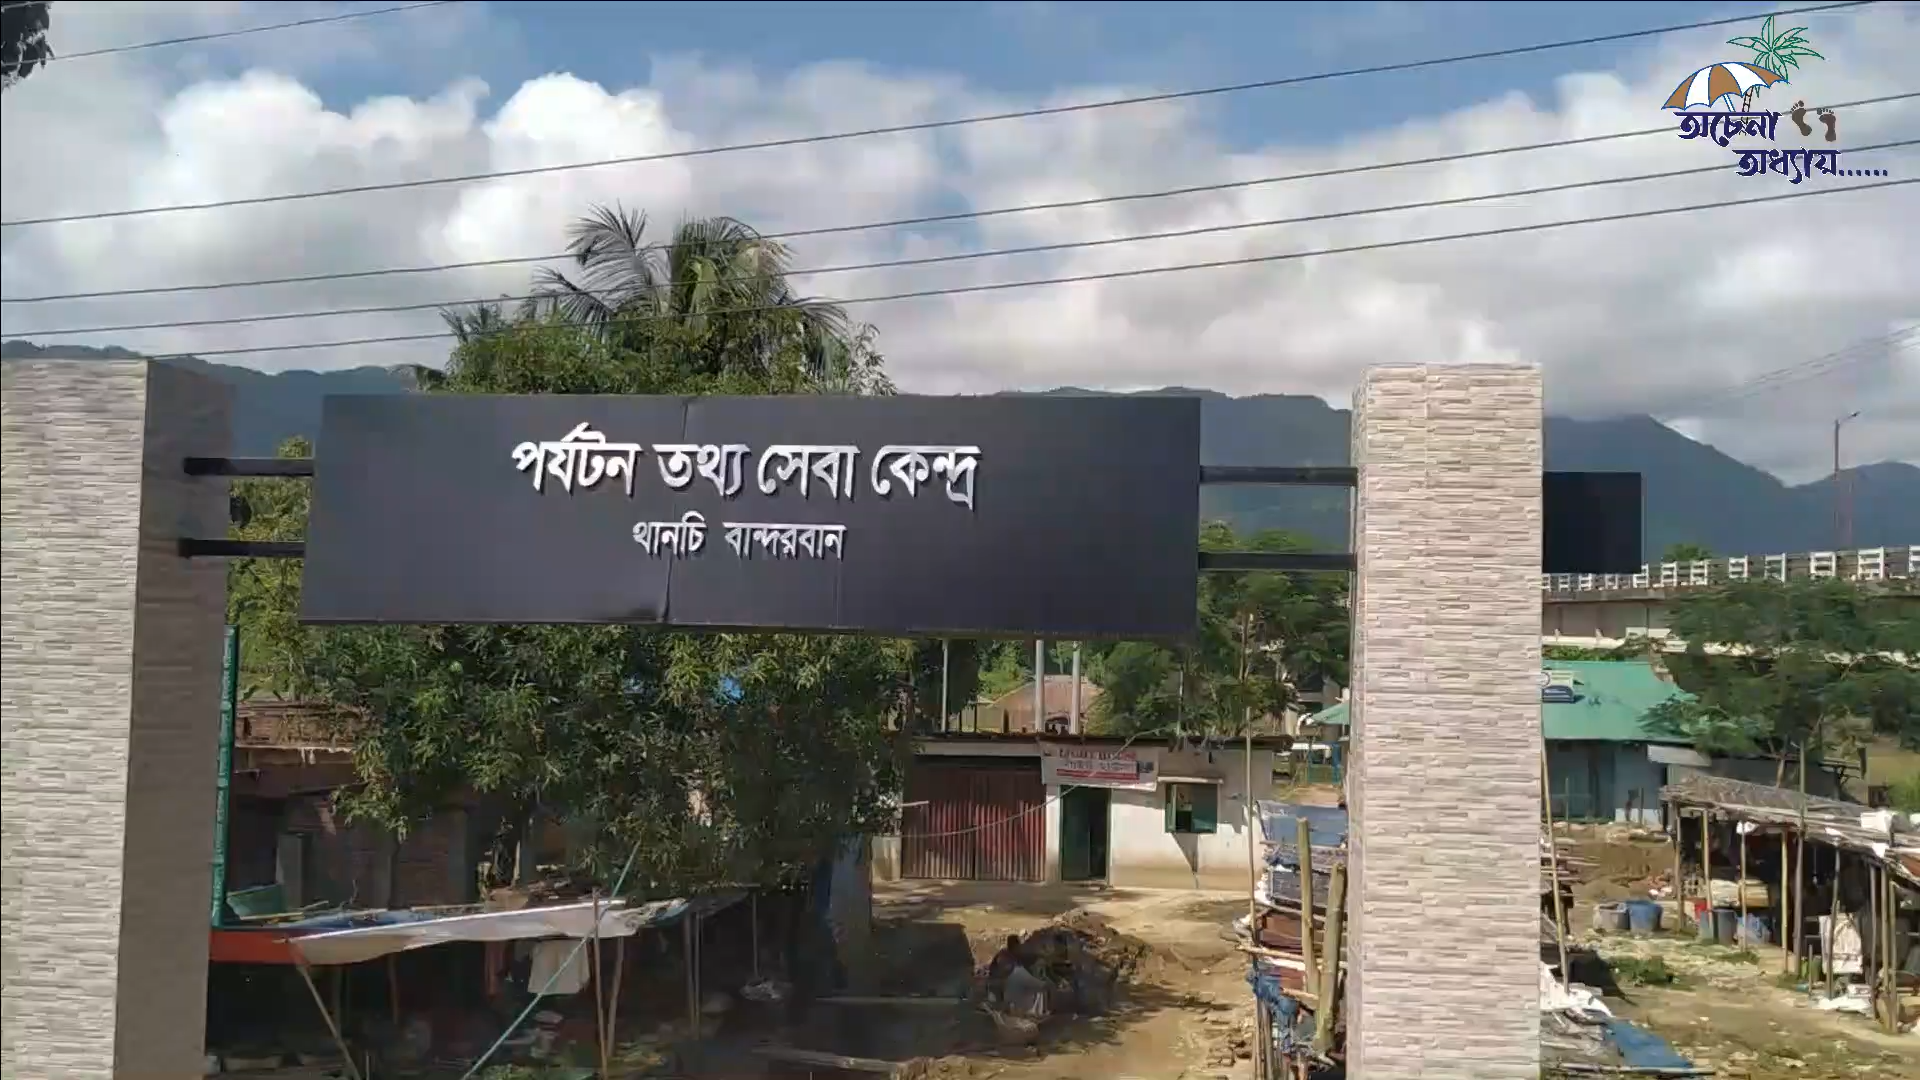 অচেনা
অধ্যায়......
পর্যটন তথ্য সেবা কেন্দ্র
থানচি বান্দরবান